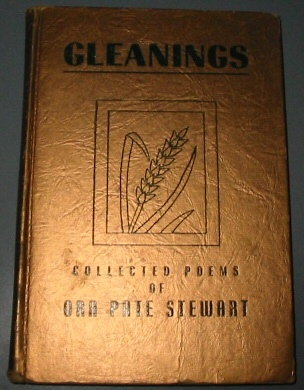 GLEANINGS
COLLECTED POEMS
OF
ORA PATE STEWART